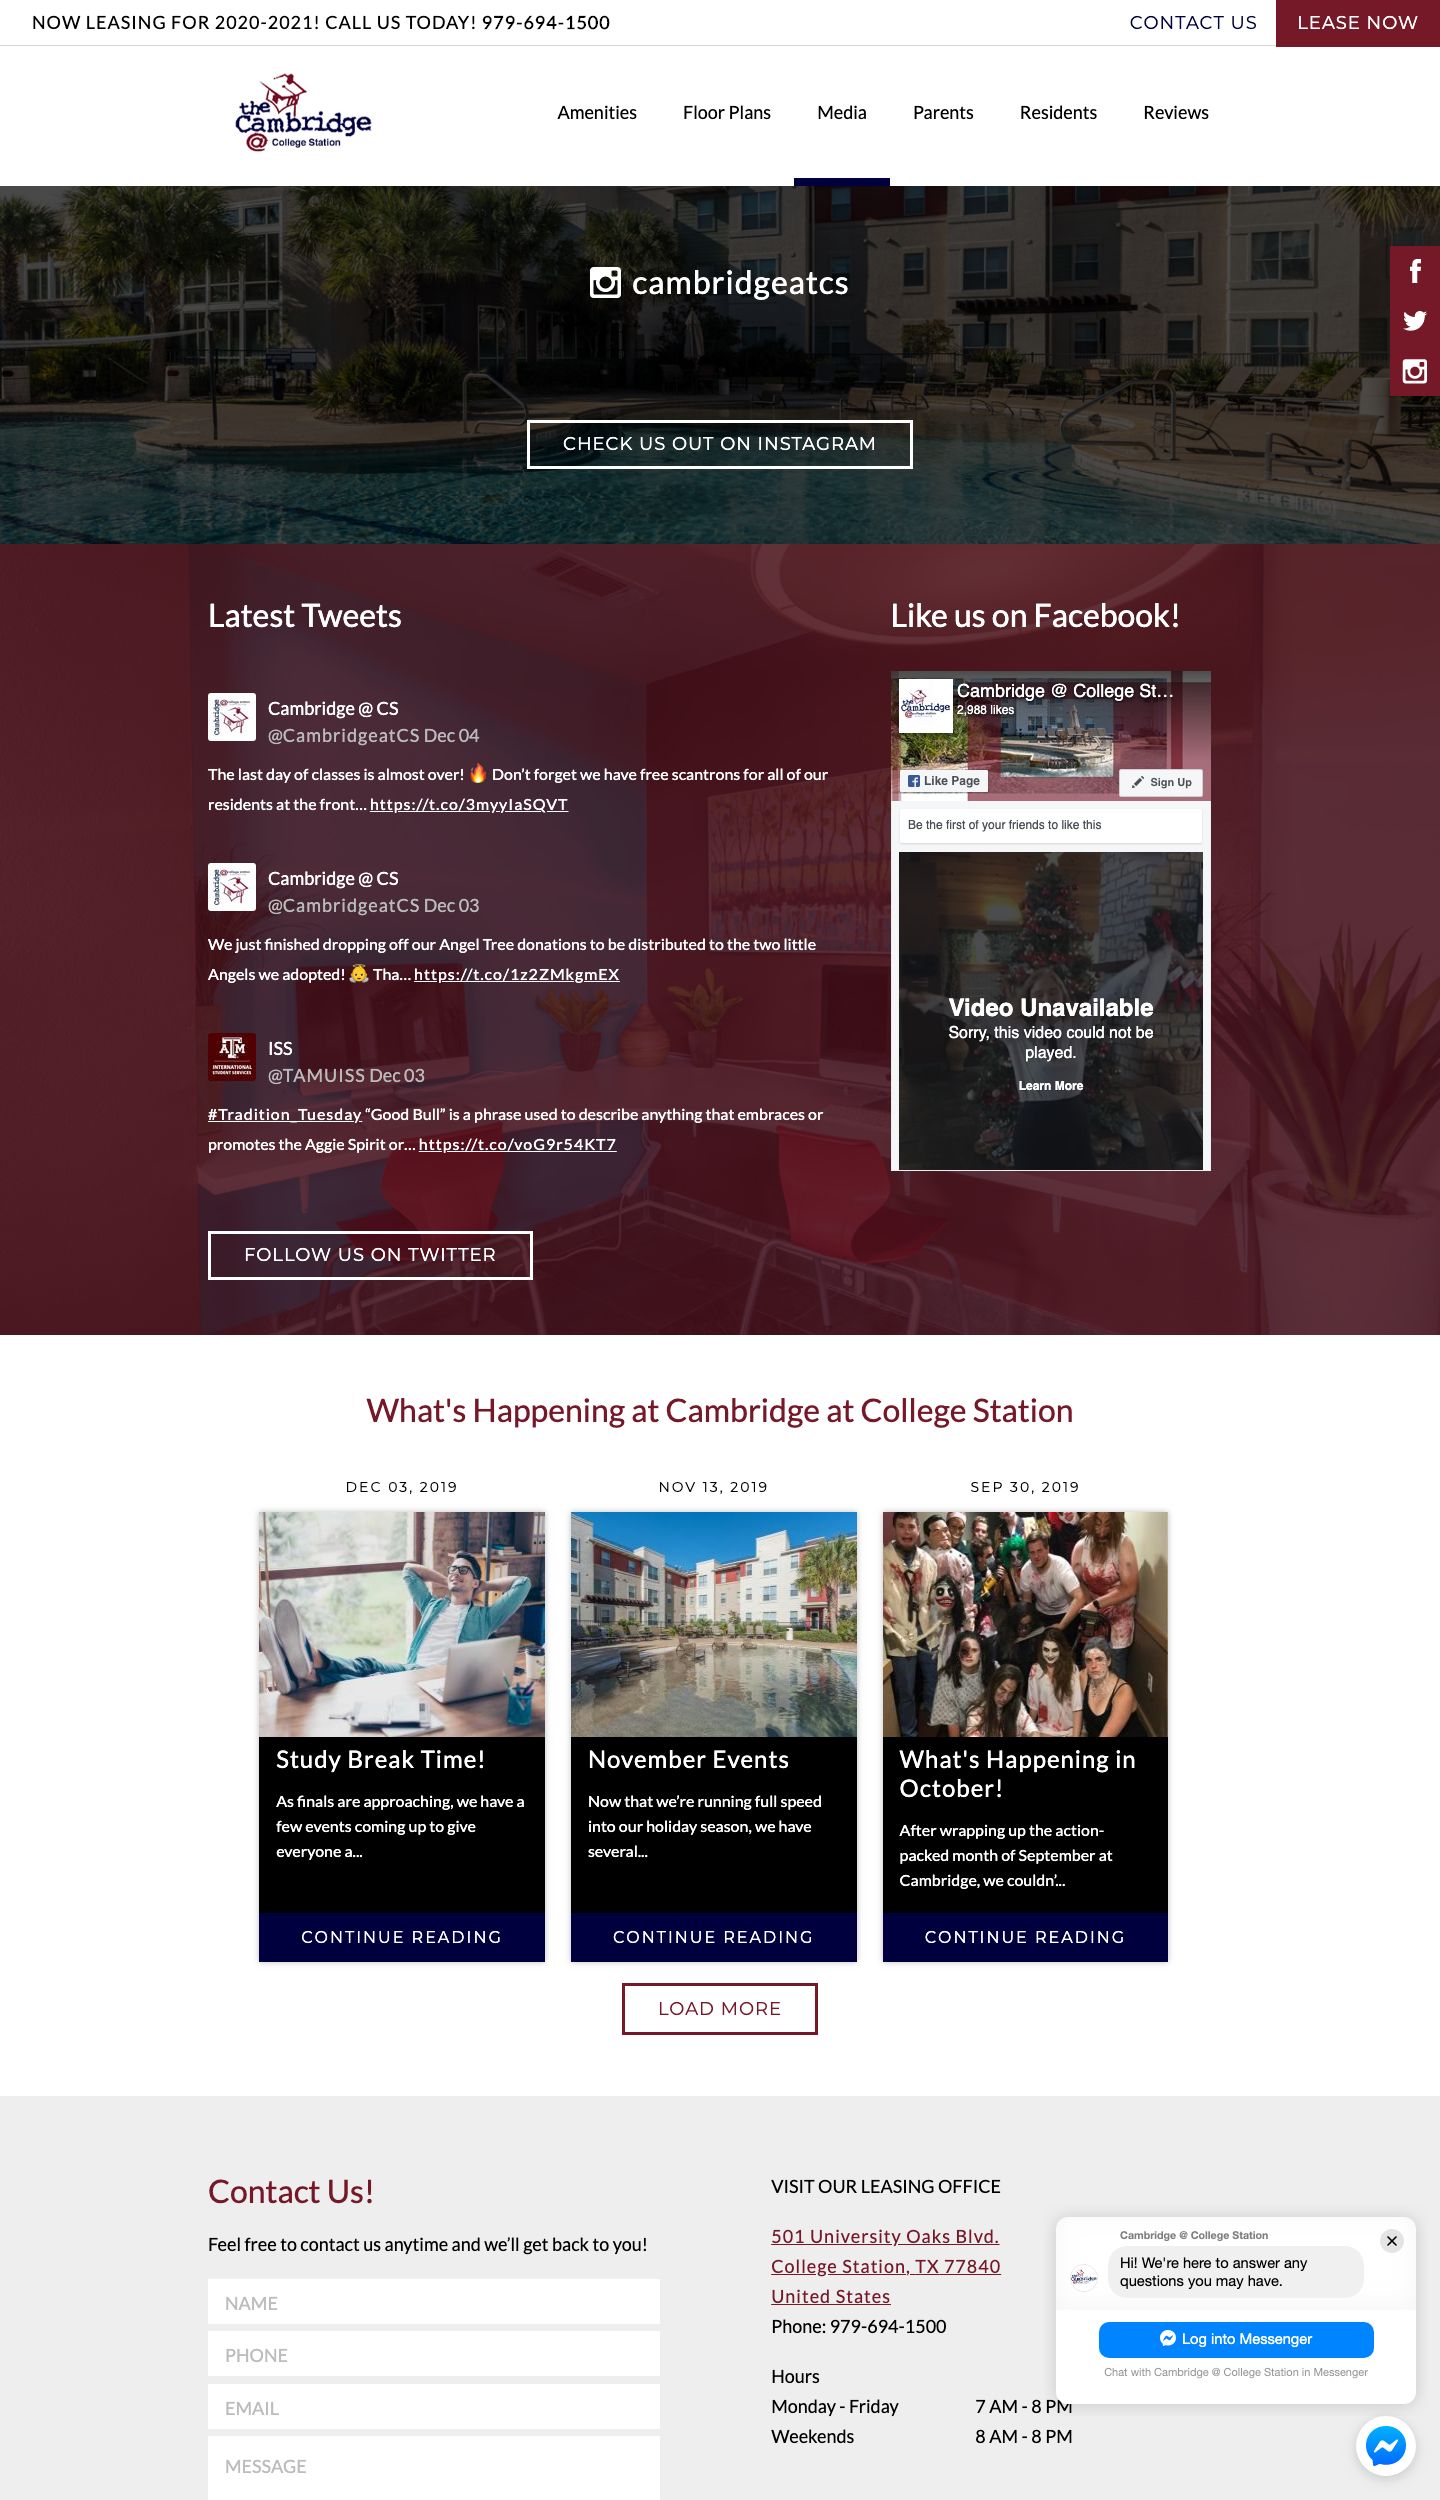 NOW LEASING FOR 2020-2021! CALL US TODAY! 979-694-1500
CONTACT US
LEASE NOW
the
Cambridge
@ College Station
Amenities
Floor Plans
Media
Parents
Residents
Reviews
cambridgeatcs
CHECK US OUT ON INSTAGRAM
Latest Tweets
Cambridge @ CS
@CambridgeatCS Dec 04
The last day of classes is almost over! 🔥 Don't forget we have free scantrons for all of our
residents at the front… https://t.co/3myyIaSQVT
Cambridge @ CS
@CambridgeatCS Dec 03
We just finished dropping off our Angel Tree donations to be distributed to the two little
Angels we adopted! 👼 Tha… https://t.co/1z2ZMkgmEX
ATM
INTERNATIONAL
STUDENT SERVICES
ISS
@TAMUISS Dec 03
#Tradition_Tuesday “Good Bull” is a phrase used to describe anything that embraces or
promotes the Aggie Spirit or… https://t.co/voG9r54KT7
FOLLOW US ON TWITTER
Like us on Facebook!
the
Cambridge
Cambridge @ College St...
2,988 likes
Like Page
Sign Up
Be the first of your friends to like this
Video Unavailable
Sorry, this video could not be
played.
Learn More
What's Happening at Cambridge at College Station
DEC 03, 2019
Study Break Time!
As finals are approaching, we have a
few events coming up to give
everyone a...
CONTINUE READING
NOV 13, 2019
November Events
Now that we’re running full speed
into our holiday season, we have
several...
CONTINUE READING
SEP 30, 2019
What's Happening in
October!
After wrapping up the action-
packed month of September at
Cambridge, we couldn’...
CONTINUE READING
LOAD MORE
Contact Us!
Feel free to contact us anytime and we’ll get back to you!
NAME
PHONE
EMAIL
MESSAGE
VISIT OUR LEASING OFFICE
501 University Oaks Blvd.
College Station, TX 77840
United States
Phone: 979-694-1500
Hours
Monday - Friday 7 AM - 8 PM
Weekends 8 AM - 8 PM
Cambridge @ College Station
Hi! We're here to answer any
questions you may have.
Log into Messenger
Chat with Cambridge @ College Station in Messenger